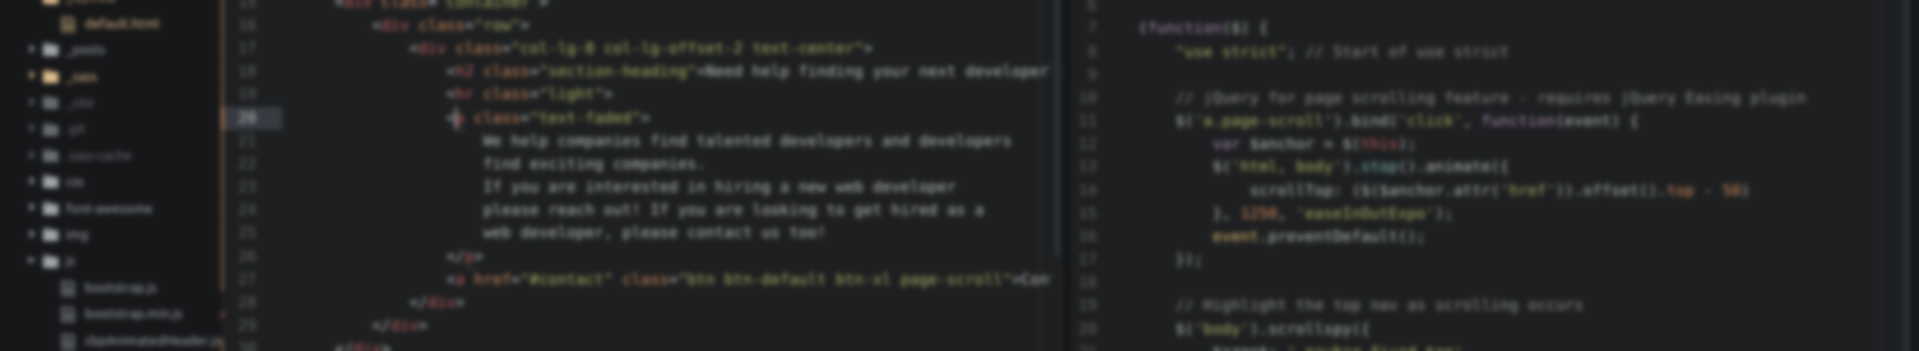 default.html
_posts
_sass
_site
.git
.sass-cache
css
font-awesome
img
js
bootstrap.js
bootstrap.min.js
cbpAnimatedHeader.js
15 <div class="container">
16 <div class="row">
17 <div class="col-lg-8 col-lg-offset-2 text-center">
18 <h2 class="section-heading">Need help finding your next developer
19 <hr class="light">
20 <p class="text-faded">
21 We help companies find talented developers and developers
22 find exciting companies.
23 If you are interested in hiring a new web developer
24 please reach out! If you are looking to get hired as a
25 web developer, please contact us too!
26 </p>
27 <a href="#contact" class="btn btn-default btn-xl page-scroll">Con
28 </div>
29 </div>
30 </div>
6
7 (function($) {
8 "use strict"; // Start of use strict
9
10 // jQuery for page scrolling feature - requires jQuery Easing plugin
11 $('a.page-scroll').bind('click', function(event) {
12 var $anchor = $(this);
13 $('html, body').stop().animate({
14 scrollTop: ($($anchor.attr('href')).offset().top - 50)
15 }, 1250, 'easeInOutExpo');
16 event.preventDefault();
17 });
18
19 // Highlight the top nav as scrolling occurs
20 $('body').scrollspy({